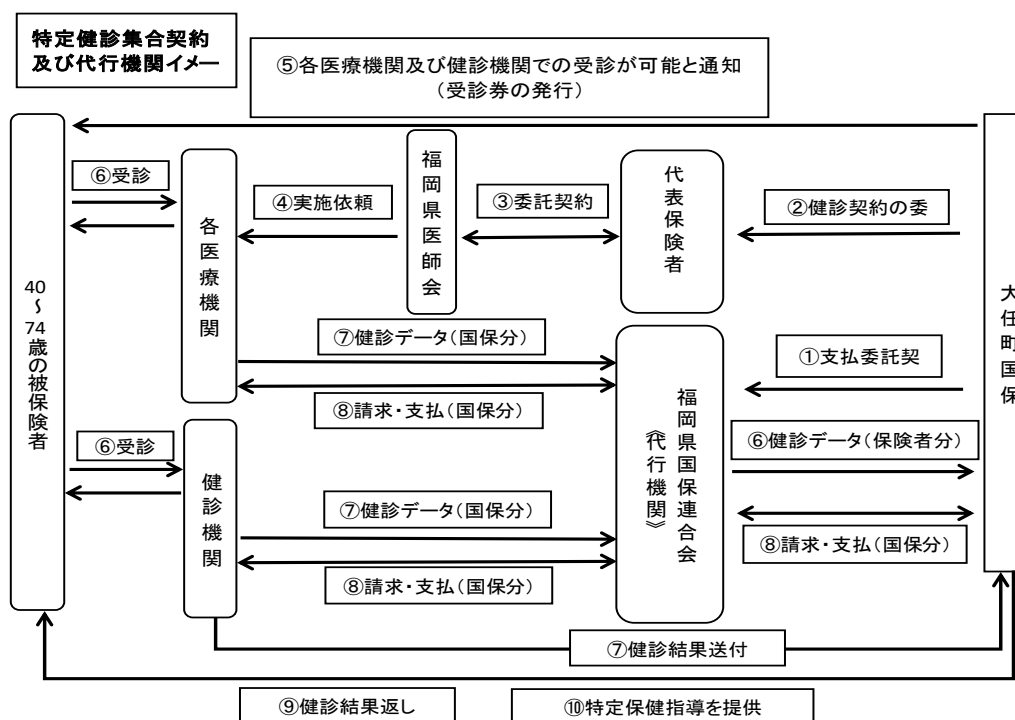 特定健診集合契約
及び代行機関イメー
⑤各医療機関及び健診機関での受診が可能と通知
(受診券の発行)
⑥受診
④実施依頼
福岡県医師会
③委託契約
代表保険者
②健診契約の委
各医療機関
40～74歳の被保険者
大任町国保
⑦健診データ(国保分)
①支払委託契
⑧請求・支払(国保分)
福岡県国保連合会
《代行機関》
⑥健診データ(保険者分)
⑥受診
健診機関
⑦健診データ(国保分)
⑧請求・支払(国保分)
⑧請求・支払(国保分)
⑦健診結果送付
⑨健診結果返し
⑩特定保健指導を提供